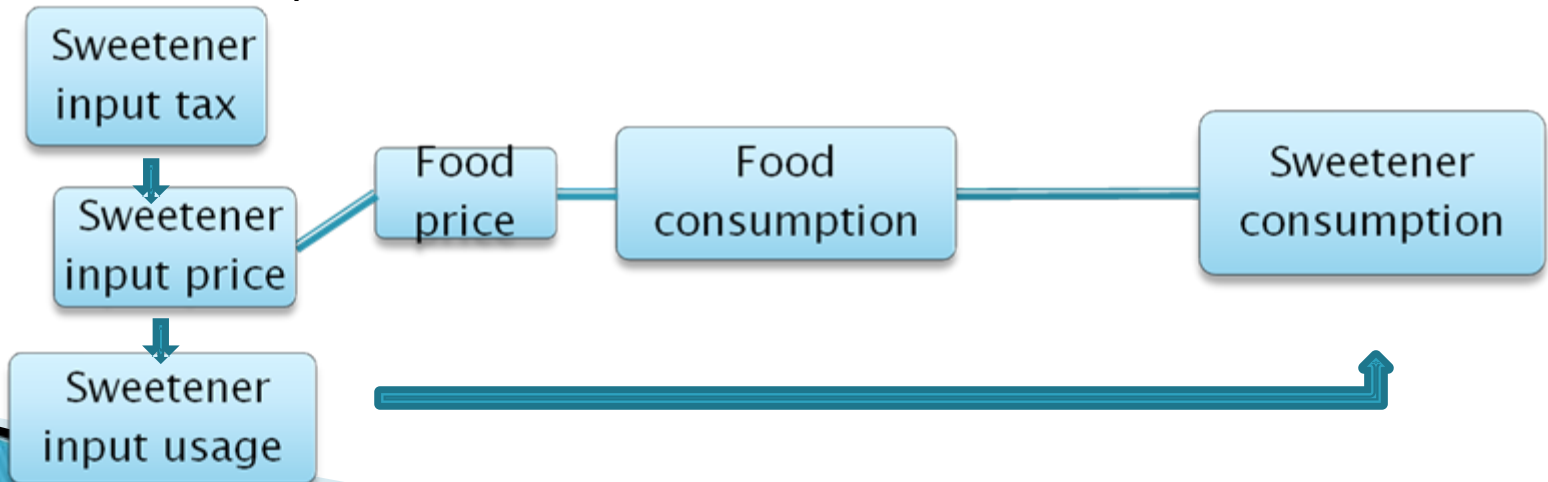 Sweetener
input tax
Sweetener
input price
Food
price
Food
consumption
Sweetener
consumption
Sweetener
input usage